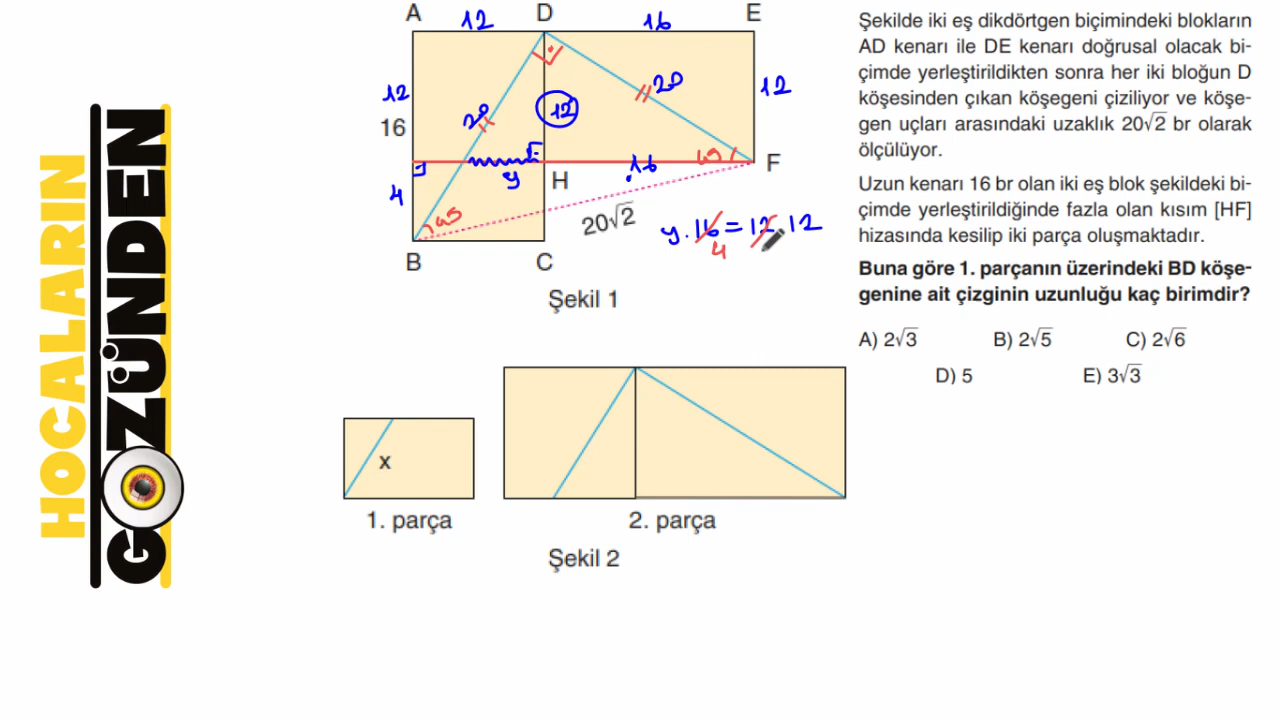 HOCALARIN
GÖZÜNDEN
A
12
D
16
E
12
16
20
12
20
12
y
H
16
45
F
4
45
20√2
y.16=12.12
4
B
C
Şekil 1
x
1. parça
2. parça
Şekil 2
Şekilde iki eş dikdörtgen biçimindeki blokların
AD kenarı ile DE kenarı doğrusal olacak bi-
çimde yerleştirildikten sonra her iki bloğun D
köşesinden çıkan köşegeni çiziliyor ve köşe-
gen uçları arasındaki uzaklık 20√2 br olarak
ölçülüyor.
Uzun kenarı 16 br olan iki eş blok şekildeki bi-
çimde yerleştirildiğinde fazla olan kısım [HF]
hizasında kesilip iki parça oluşmaktadır.
Buna göre 1. parçanın üzerindeki BD köşe-
genine ait çizginin uzunluğu kaç birimdir?
A) 2√3 B) 2√5 C) 2√6
D) 5 E) 3√3